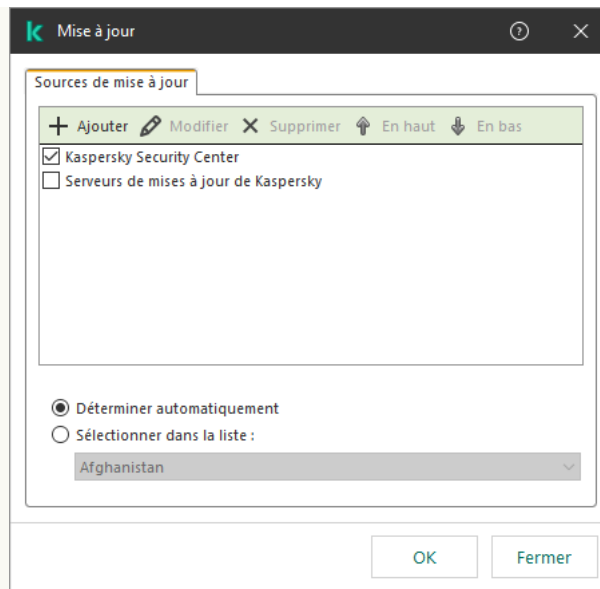 Mise à jour
Sources de mise à jour
Ajouter Modifier Supprimer En haut En bas
Kaspersky Security Center
Serveurs de mises à jour de Kaspersky
Déterminer automatiquement
Sélectionner dans la liste :
Afghanistan
OK Fermer